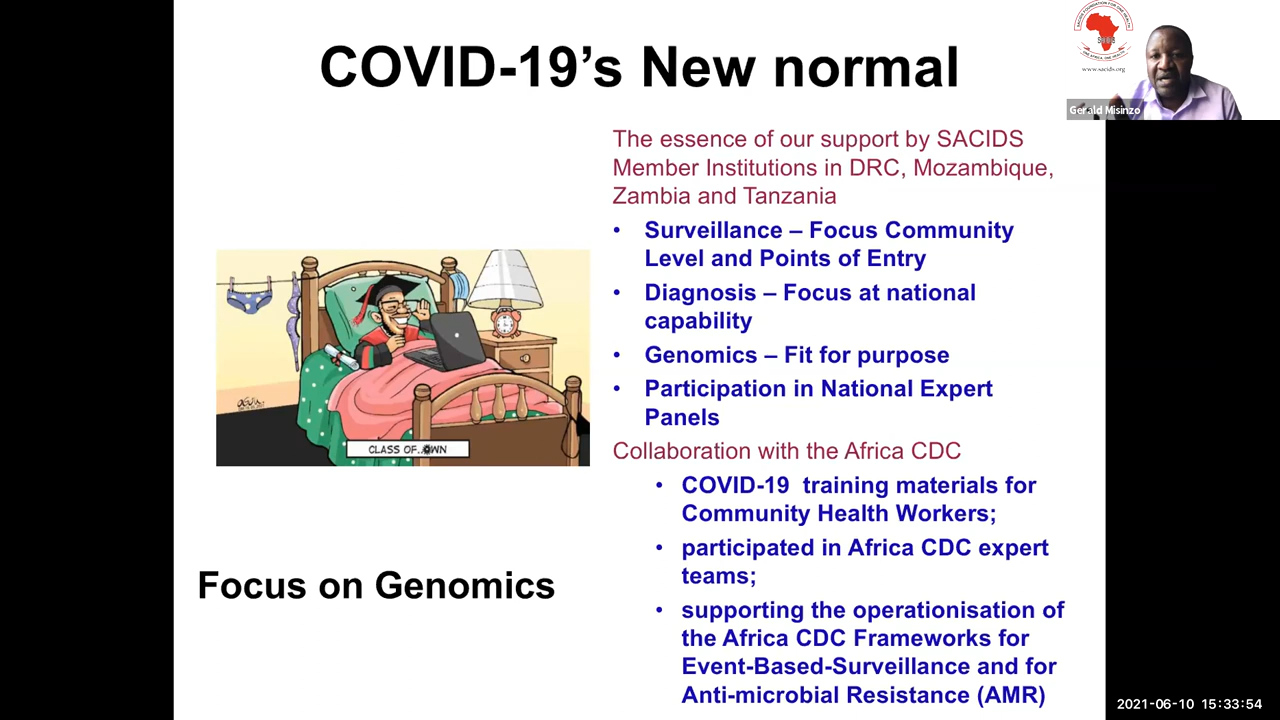 COVID-19’s New normal
www.sacids.org
Gerald Misinzo
The essence of our support by SACIDS
Member Institutions in DRC, Mozambique,
Zambia and Tanzania
• Surveillance – Focus Community
Level and Points of Entry
• Diagnosis – Focus at national
capability
• Genomics – Fit for purpose
• Participation in National Expert
Panels
Collaboration with the Africa CDC
• COVID-19 training materials for
Community Health Workers;
• participated in Africa CDC expert
teams;
• supporting the operationisation of
the Africa CDC Frameworks for
Event-Based-Surveillance and for
Anti-microbial Resistance (AMR)
CLASS OF..
Focus on Genomics
2021-06-10 15:33:54